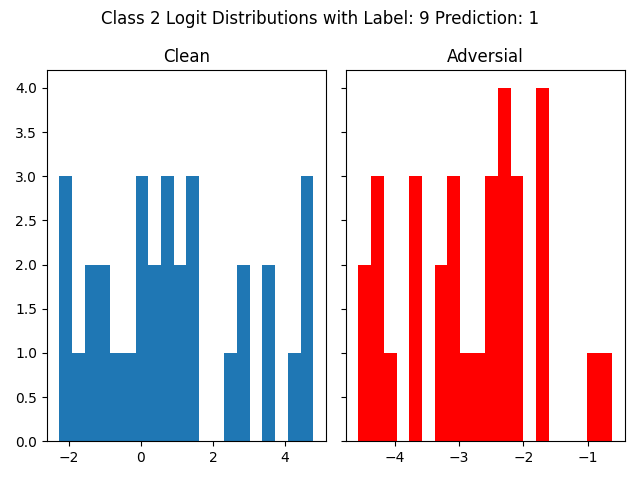 Class 2 Logit Distributions with Label: 9 Prediction: 1
Clean
Adversial
4.0
3.5
3.0
2.5
2.0
1.5
1.0
0.5
0.0
−2 0 2 4
−4 −3 −2 −1